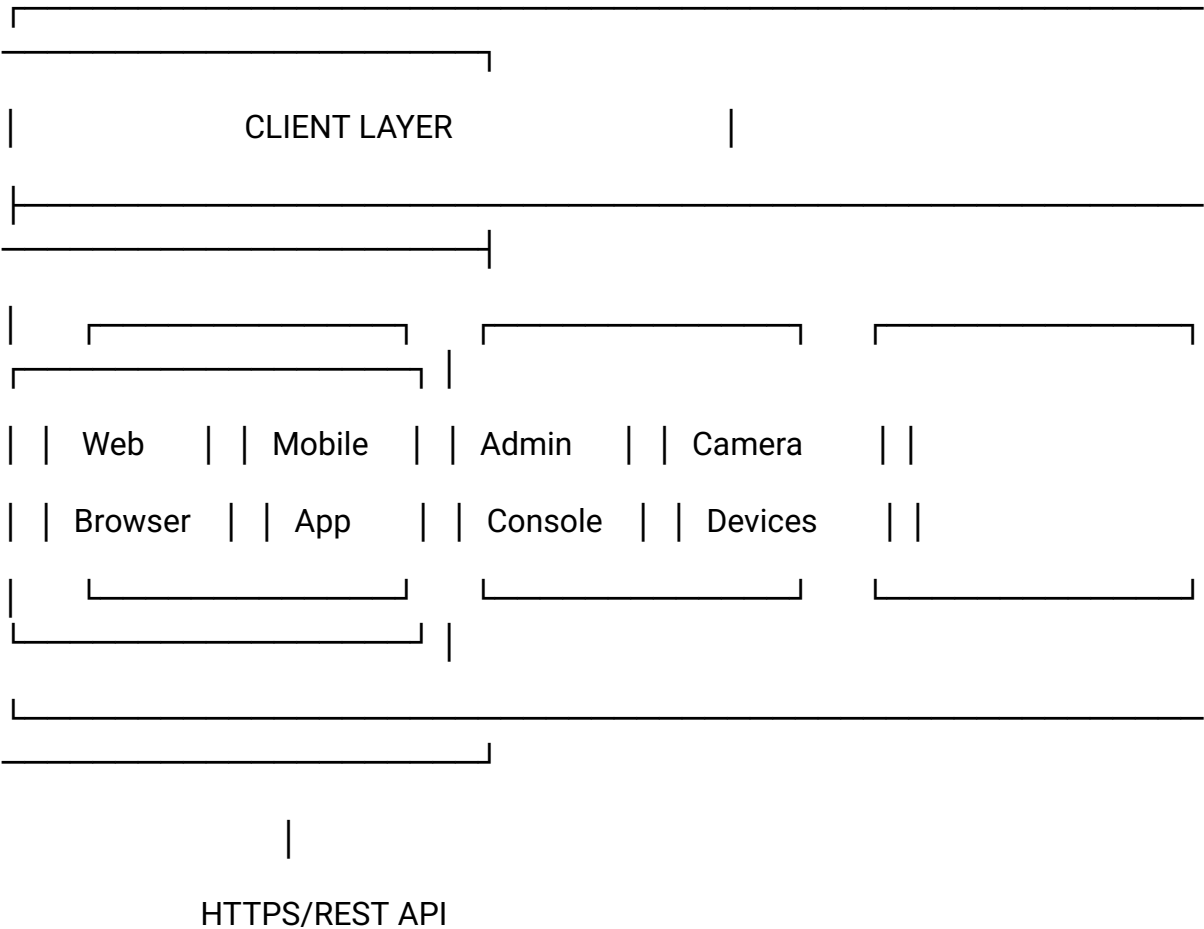 CLIENT LAYER
Web Mobile Admin Camera
Browser App Console Devices
HTTPS/REST API